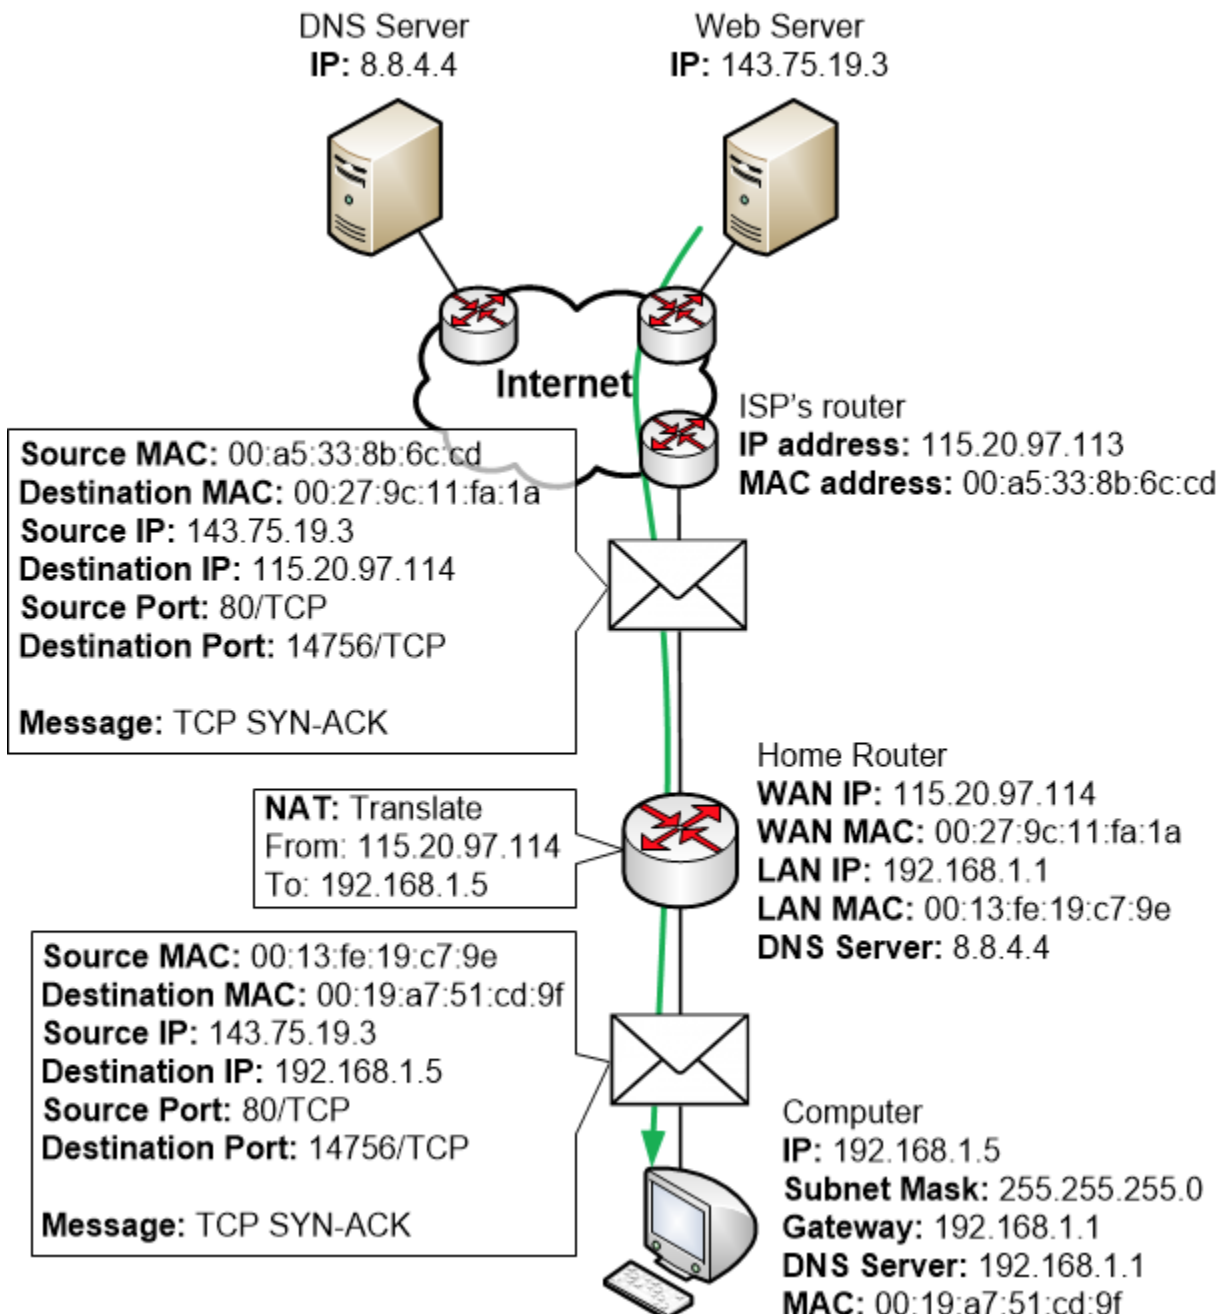 DNS Server
IP: 8.8.4.4
Web Server
IP: 143.75.19.3
Internet
ISP's router
IP address: 115.20.97.113
MAC address: 00:a5:33:8b:6c:cd
Source MAC: 00:a5:33:8b:6c:cd
Destination MAC: 00:27:9c:11:fa:1a
Source IP: 143.75.19.3
Destination IP: 115.20.97.114
Source Port: 80/TCP
Destination Port: 14756/TCP
Message: TCP SYN-ACK
Home Router
WAN IP: 115.20.97.114
WAN MAC: 00:27:9c:11:fa:1a
LAN IP: 192.168.1.1
LAN MAC: 00:13:fe:19:c7:9e
DNS Server: 8.8.4.4
NAT: Translate
From: 115.20.97.114
To: 192.168.1.5
Source MAC: 00:13:fe:19:c7:9e
Destination MAC: 00:19:a7:51:cd:9f
Source IP: 143.75.19.3
Destination IP: 192.168.1.5
Source Port: 80/TCP
Destination Port: 14756/TCP
Message: TCP SYN-ACK
Computer
IP: 192.168.1.5
Subnet Mask: 255.255.255.0
Gateway: 192.168.1.1
DNS Server: 192.168.1.1
MAC: 00:19:a7:51:cd:9f